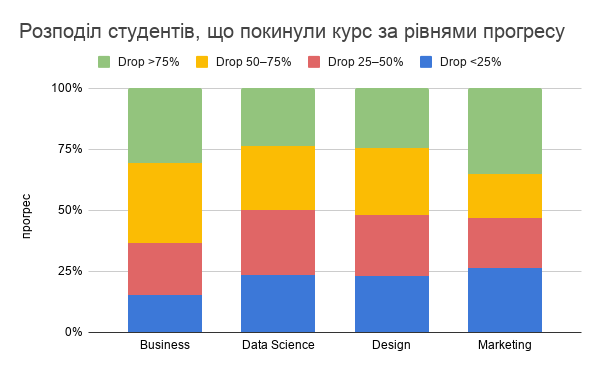 Розподіл студентів, що покинули курс за рівнями прогресу
Drop >75% Drop 50–75% Drop 25–50% Drop <25%
100%
75%
50%
25%
0%
прогрес
Business Data Science Design Marketing